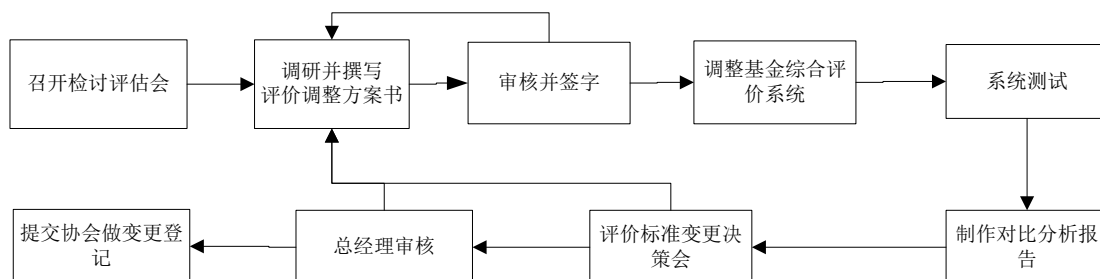 召开检讨评估会
调研并撰写
评价调整方案书
审核并签字
调整基金综合评
价系统
系统测试
提交协会做变更登
记
总经理审核
评价标准变更决
策会
制作对比分析报
告